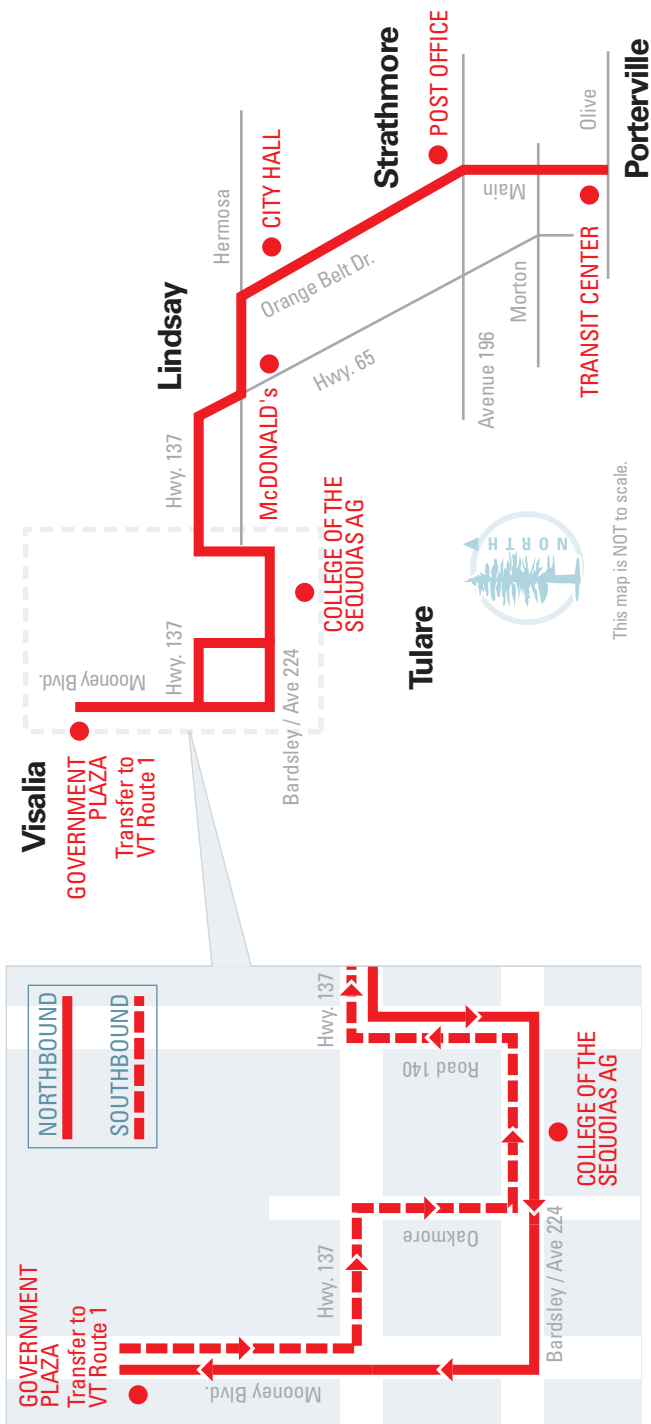 GOVERNMENT
PLAZA
Transfer to
VT Route 1
NORTHBOUND
SOUTHBOUND
Mooney Blvd.
Hwy. 137
Oakmore
Road 140
Hwy. 137
Bardsley / Ave 224
COLLEGE OF THE
SEQUOIAS AG
Visalia
GOVERNMENT
PLAZA
Transfer to
VT Route 1
Mooney Blvd.
Hwy. 137
Bardsley / Ave 224
COLLEGE OF THE
SEQUOIAS AG
Tulare
Hwy. 137
Lindsay
McDONALD's
Hermosa
CITY HALL
Orange Belt Dr.
Hwy. 65
Strathmore
POST OFFICE
Avenue 196
Main
Morton
Olive
TRANSIT CENTER
Porterville
NORTH
This map is NOT to scale.